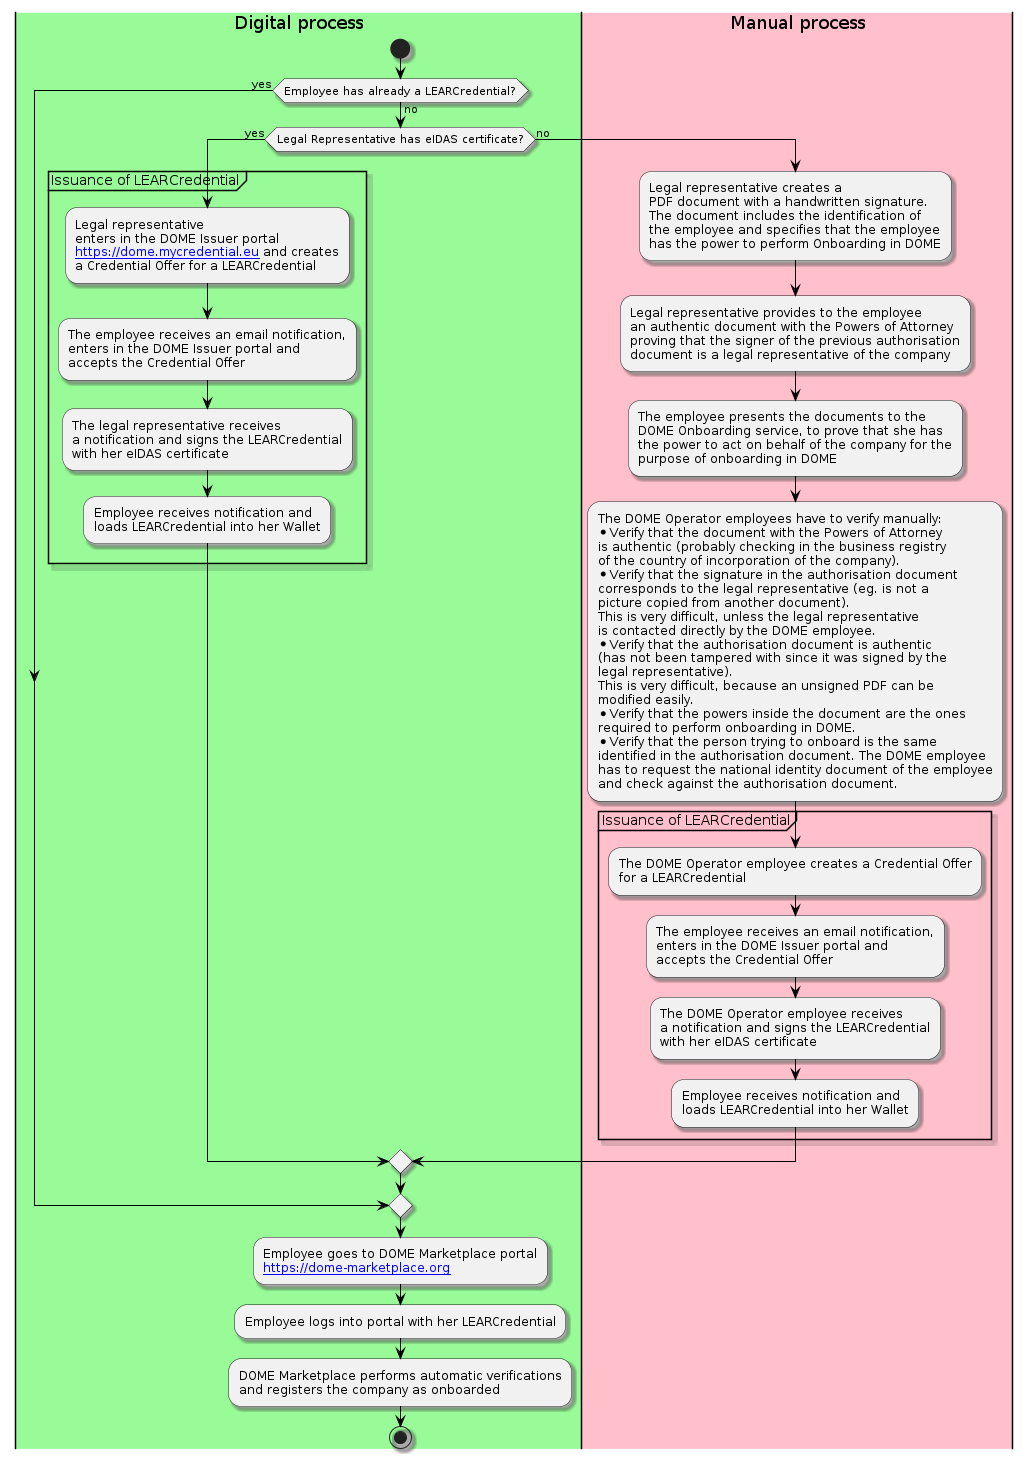 Digital process
Manual process
Employee has already a LEARCredential?
yes
no
Legal Representative has eIDAS certificate?
yes
no
Issuance of LEARCredential
Legal representative
enters in the DOME Issuer portal
https://dome.mycredential.eu and creates
a Credential Offer for a LEARCredential
The employee receives an email notification,
enters in the DOME Issuer portal and
accepts the Credential Offer
The legal representative receives
a notification and signs the LEARCredential
with her eIDAS certificate
Employee receives notification and
loads LEARCredential into her Wallet
Legal representative creates a
PDF document with a handwritten signature.
The document includes the identification of
the employee and specifies that the employee
has the power to perform Onboarding in DOME
Legal representative provides to the employee
an authentic document with the Powers of Attorney
proving that the signer of the previous authorisation
document is a legal representative of the company
The employee presents the documents to the
DOME Onboarding service, to prove that she has
the power to act on behalf of the company for the
purpose of onboarding in DOME
The DOME Operator employees have to verify manually:
• Verify that the document with the Powers of Attorney
is authentic (probably checking in the business registry
of the country of incorporation of the company).
• Verify that the signature in the authorisation document
corresponds to the legal representative (eg. is not a
picture copied from another document).
This is very difficult, unless the legal representative
is contacted directly by the DOME employee.
• Verify that the authorisation document is authentic
(has not been tampered with since it was signed by the
legal representative).
This is very difficult, because an unsigned PDF can be
modified easily.
• Verify that the powers inside the document are the ones
required to perform onboarding in DOME.
• Verify that the person trying to onboard is the same
identified in the authorisation document. The DOME employee
has to request the national identity document of the employee
and check against the authorisation document.
Issuance of LEARCredential
The DOME Operator employee creates a Credential Offer
for a LEARCredential
The employee receives an email notification,
enters in the DOME Issuer portal and
accepts the Credential Offer
The DOME Operator employee receives
a notification and signs the LEARCredential
with her eIDAS certificate
Employee receives notification and
loads LEARCredential into her Wallet
Employee goes to DOME Marketplace portal
https://dome-marketplace.org
Employee logs into portal with her LEARCredential
DOME Marketplace performs automatic verifications
and registers the company as onboarded